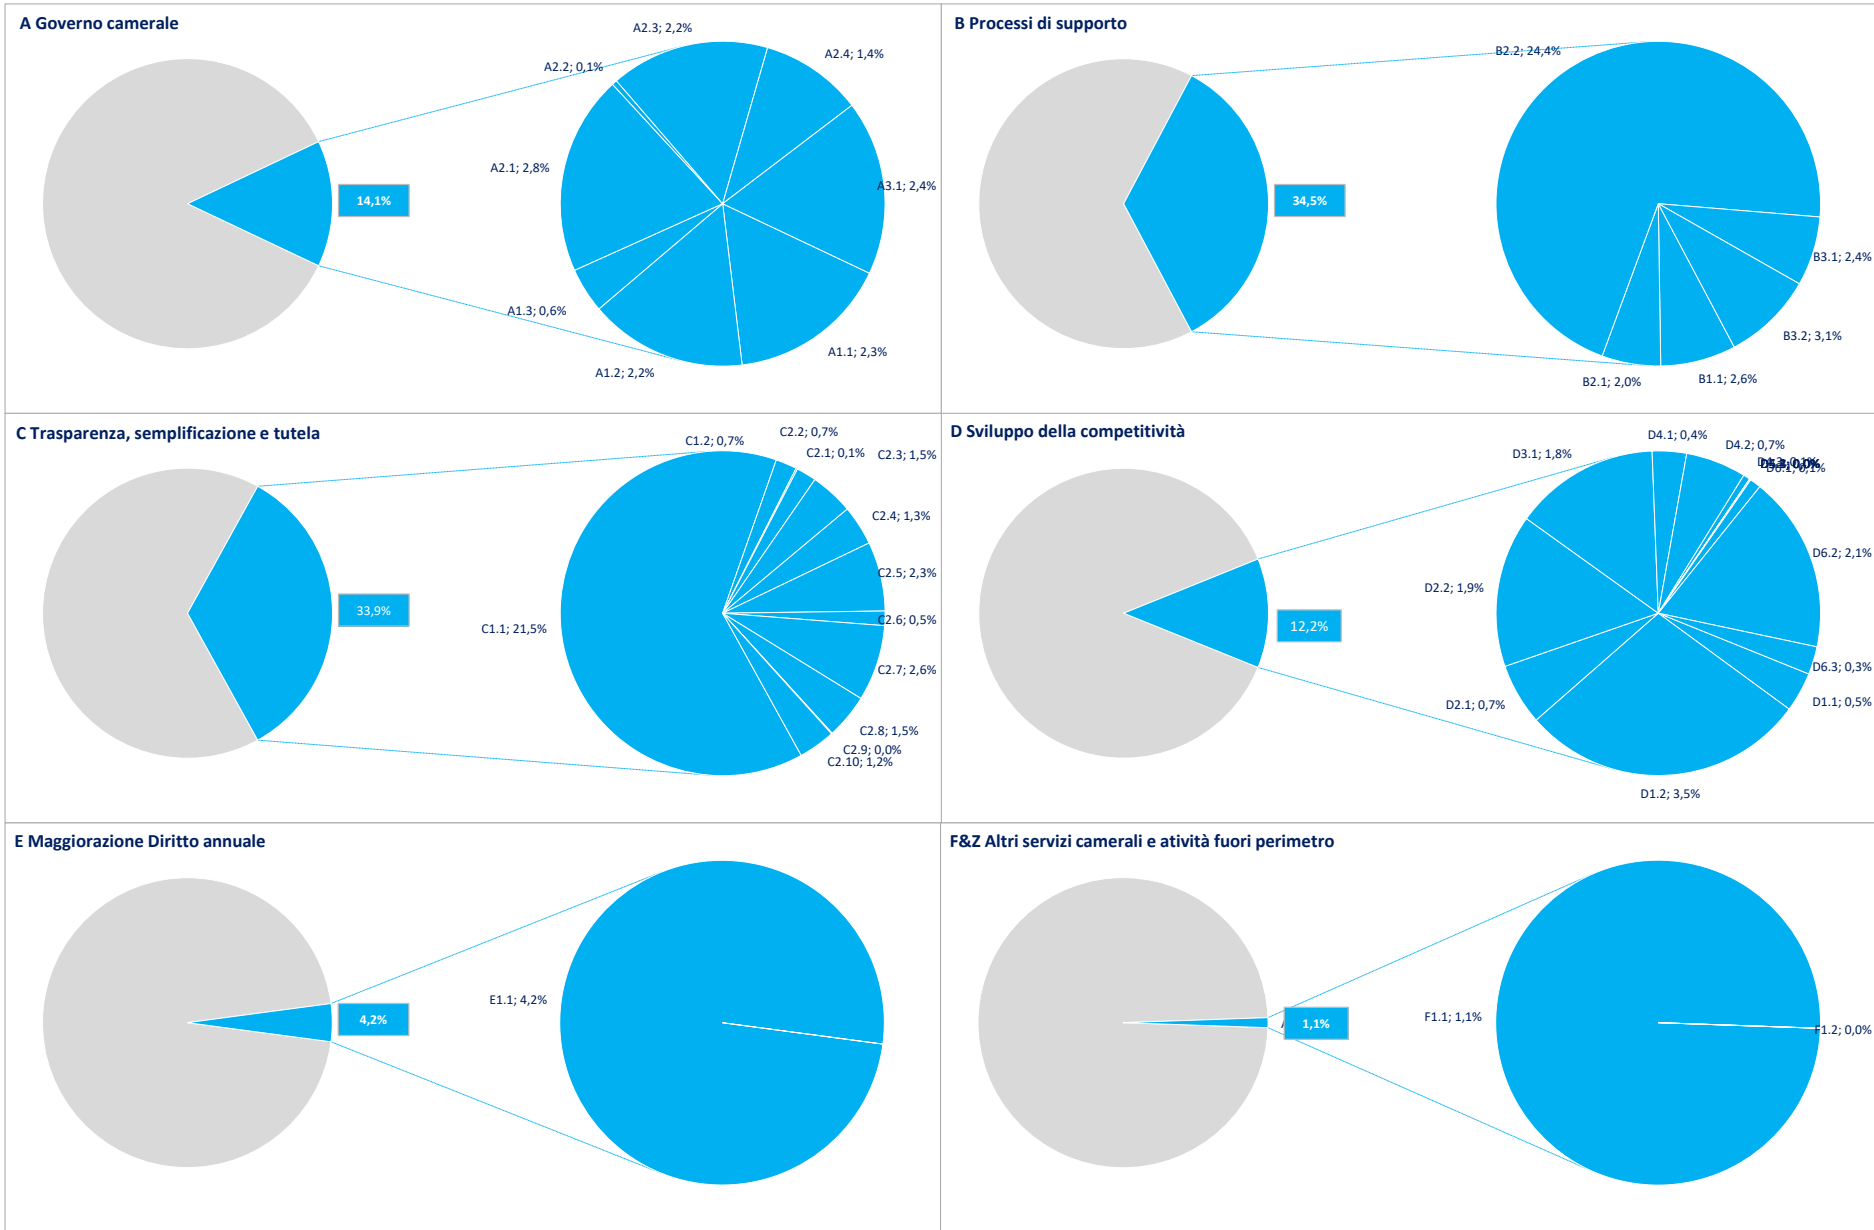 A Governo camerale
A2.3; 2,2%
A2.4; 1,4%
A2.2; 0,1%
A2.1; 2,8%
A3.1; 2,4%
14,1%
A1.3; 0,6%
A1.1; 2,3%
A1.2; 2,2%
B Processi di supporto
B2.2; 24,4%
34,5%
B3.1; 2,4%
B3.2; 3,1%
B2.1; 2,0%
B1.1; 2,6%
C Trasparenza, semplificazione e tutela
C1.2; 0,7%
C2.2; 0,7%
C2.1; 0,1%
C2.3; 1,5%
C2.4; 1,3%
C2.5; 2,3%
33,9%
C2.6; 0,5%
C1.1; 21,5%
C2.7; 2,6%
C2.8; 1,5%
C2.9; 0,0%
C2.10; 1,2%
D Sviluppo della competitività
D4.1; 0,4%
D4.2; 0,7%
D3.1; 1,8%
D6.2; 2,1%
D2.2; 1,9%
12,2%
D6.3; 0,3%
D2.1; 0,7%
D1.1; 0,5%
D1.2; 3,5%
E Maggiorazione Diritto annuale
E1.1; 4,2%
4,2%
F&Z Altri servizi camerali e atività fuori perimetro
1,1%
F1.1; 1,1%
F1.2; 0,0%